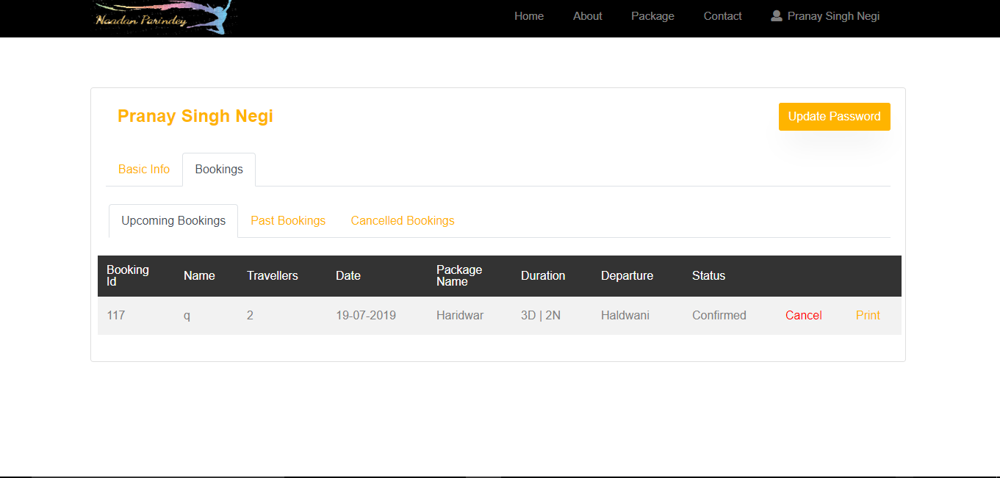 Naadan Parindey
Home About Package Contact Pranay Singh Negi
Pranay Singh Negi
Update Password
Basic Info Bookings
Upcoming Bookings Past Bookings Cancelled Bookings
Booking Id Name Travellers Date Package Name Duration Departure Status
117 q 2 19-07-2019 Haridwar 3D | 2N Haldwani Confirmed Cancel Print